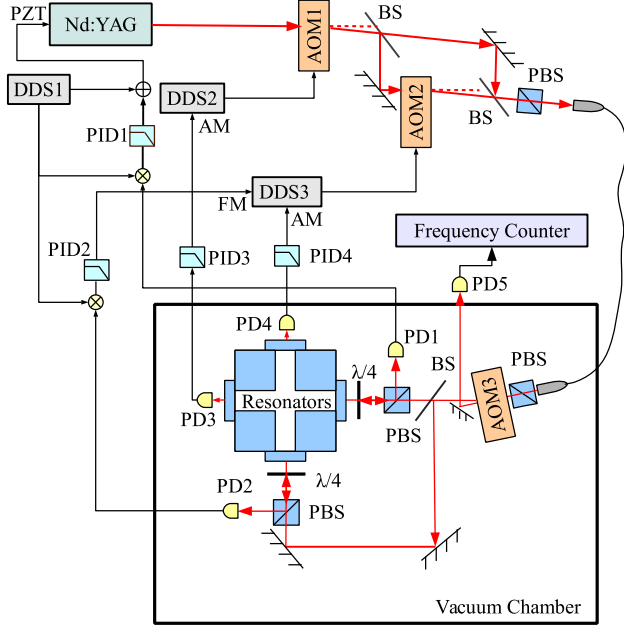 PZT
Nd:YAG
AOM1
BS
DDS1
DDS2
AOM2
PBS
PID1
AM
BS
DDS3
FM
AM
PID2
PID3
PID4
Frequency Counter
PD5
PD4
PD1
BS
PBS
λ/4
Resonators
AOM3
PD3
PBS
λ/4
PD2
PBS
Vacuum Chamber